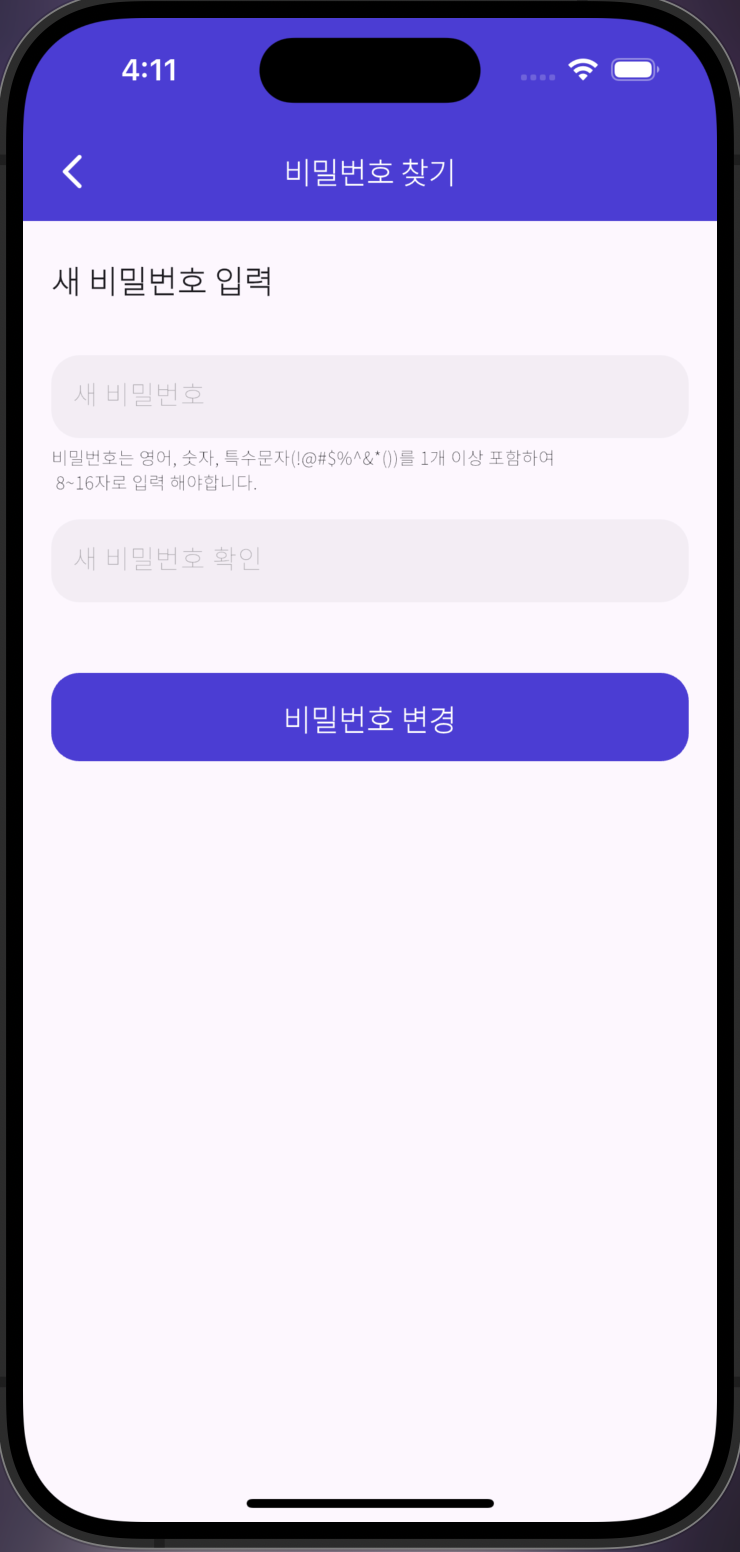 4:11
비밀번호 찾기
새 비밀번호 입력
새 비밀번호
비밀번호는 영어, 숫자, 특수문자(!@#$%^&*())를 1개 이상 포함하여
8~16자로 입력 해야합니다.
새 비밀번호 확인
비밀번호 변경